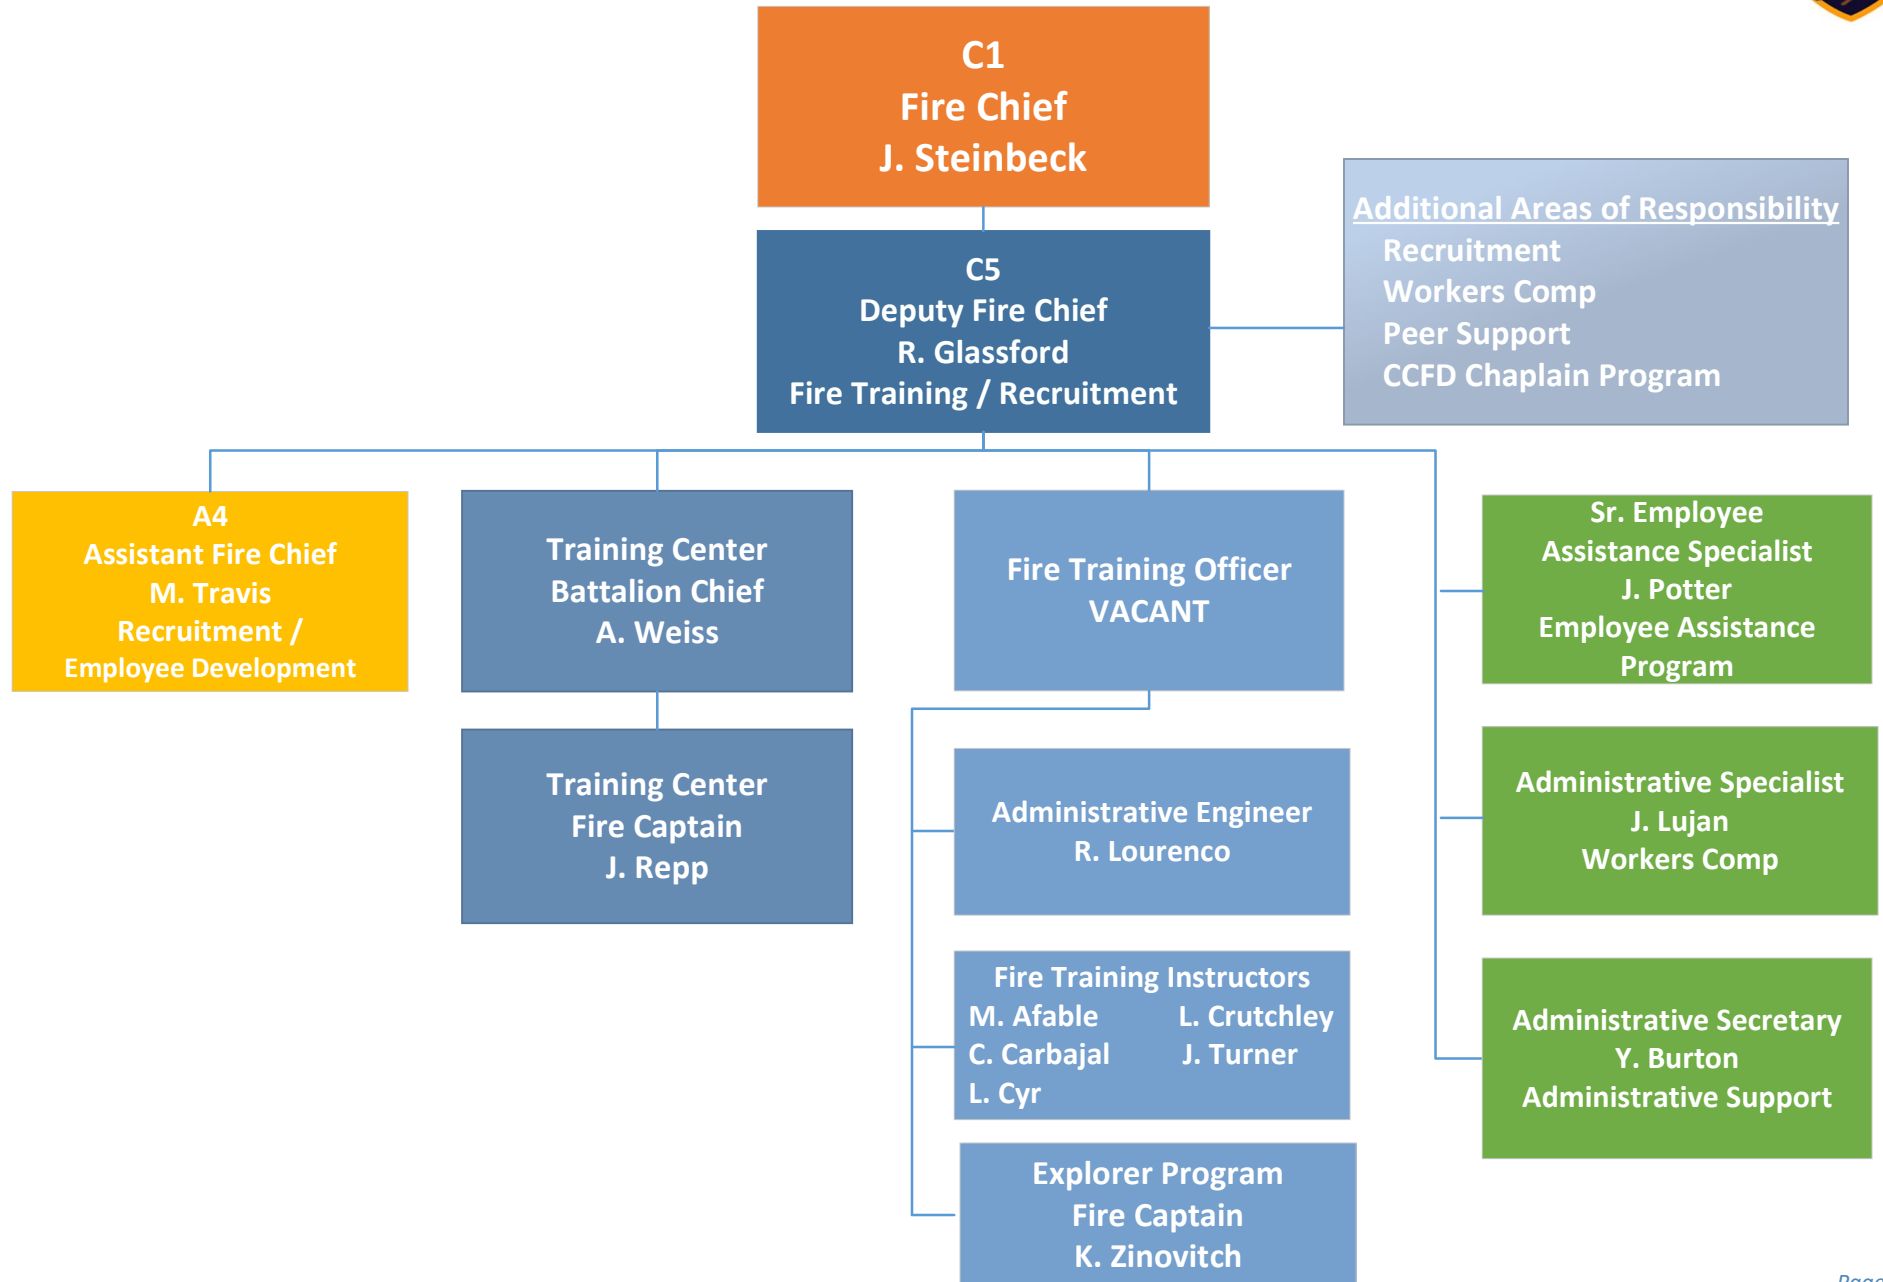 C1
Fire Chief
J. Steinbeck
Additional Areas of Responsibility
Recruitment
Workers Comp
Peer Support
CCFD Chaplain Program
C5
Deputy Fire Chief
R. Glassford
Fire Training / Recruitment
A4
Assistant Fire Chief
M. Travis
Recruitment /
Employee Development
Training Center
Battalion Chief
A. Weiss
Fire Training Officer
VACANT
Sr. Employee
Assistance Specialist
J. Potter
Employee Assistance
Program
Training Center
Fire Captain
J. Repp
Administrative Engineer
R. Lourenco
Administrative Specialist
J. Lujan
Workers Comp
Fire Training Instructors
M. Afable L. Crutchley
C. Carbajal J. Turner
L. Cyr
Administrative Secretary
Y. Burton
Administrative Support
Explorer Program
Fire Captain
K. Zinovitch
Page